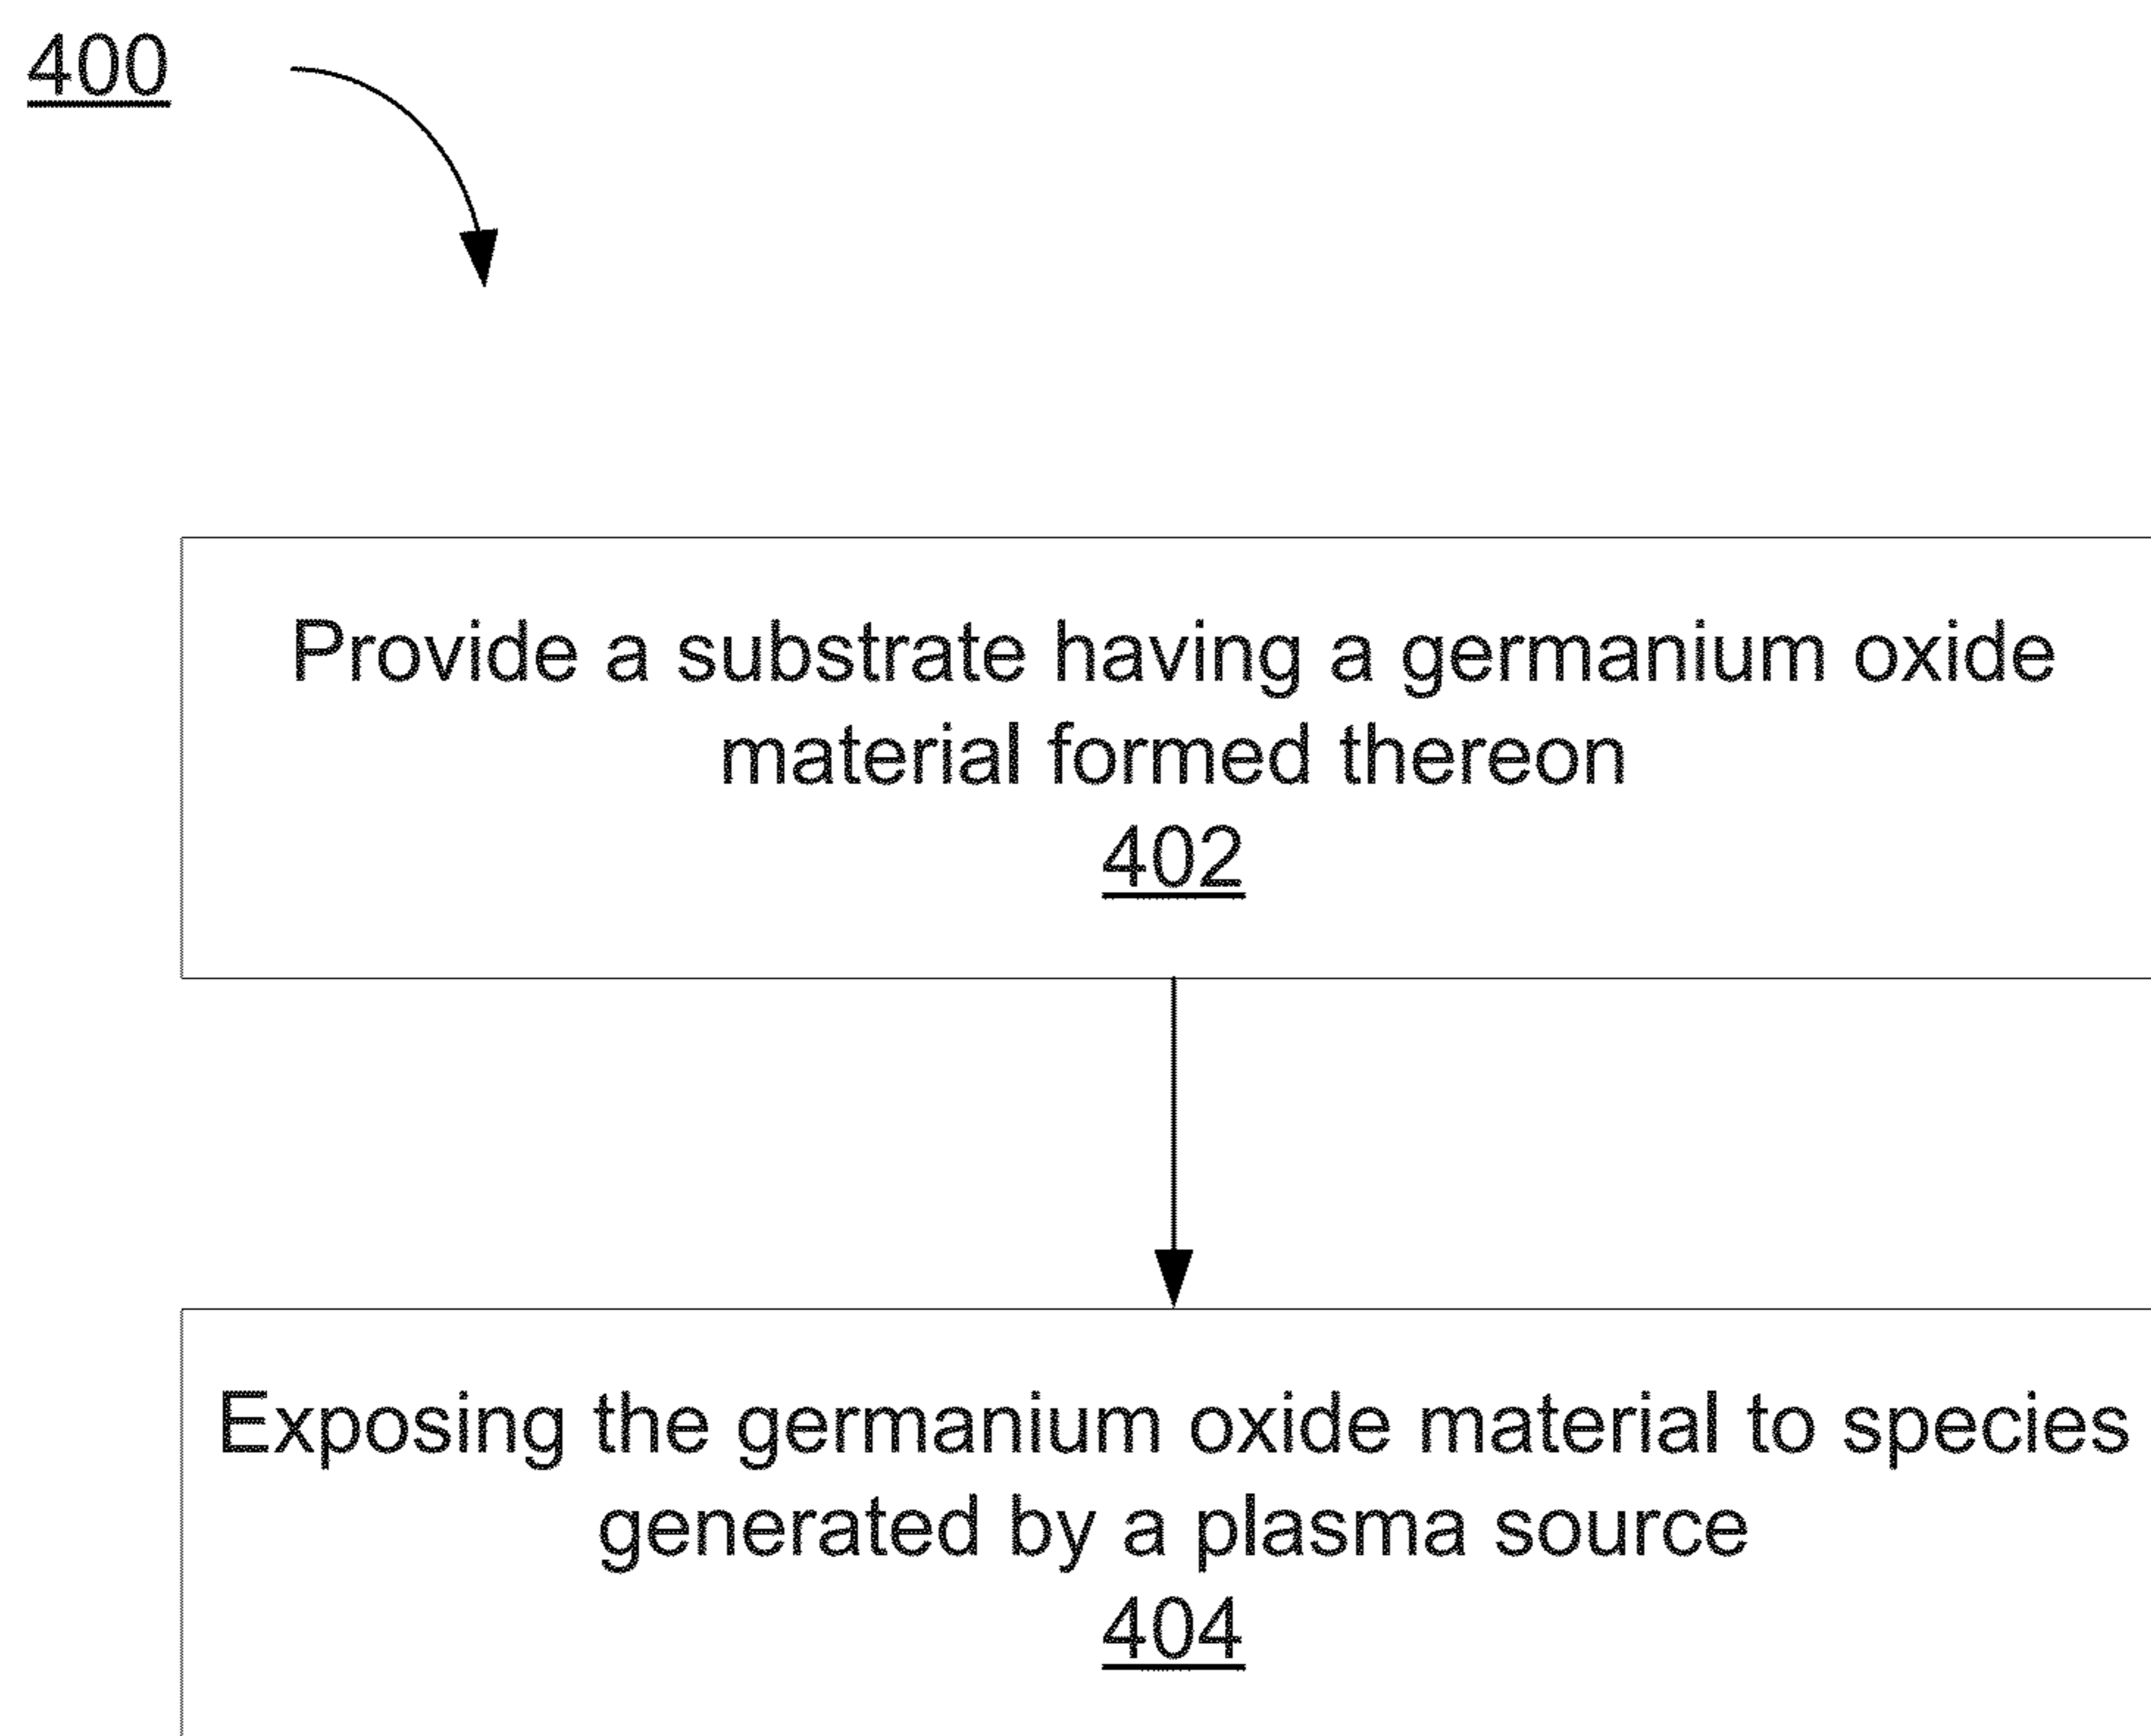 400
Provide a substrate having a germanium oxide
material formed thereon
402
Exposing the germanium oxide material to species
generated by a plasma source
404